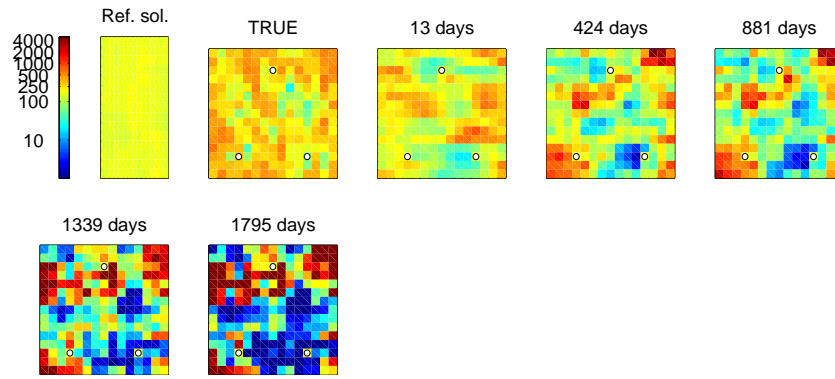 Ref. sol.
TRUE
13 days
424 days
881 days
4000
2000
1000
500
250
100
10
1339 days
1795 days